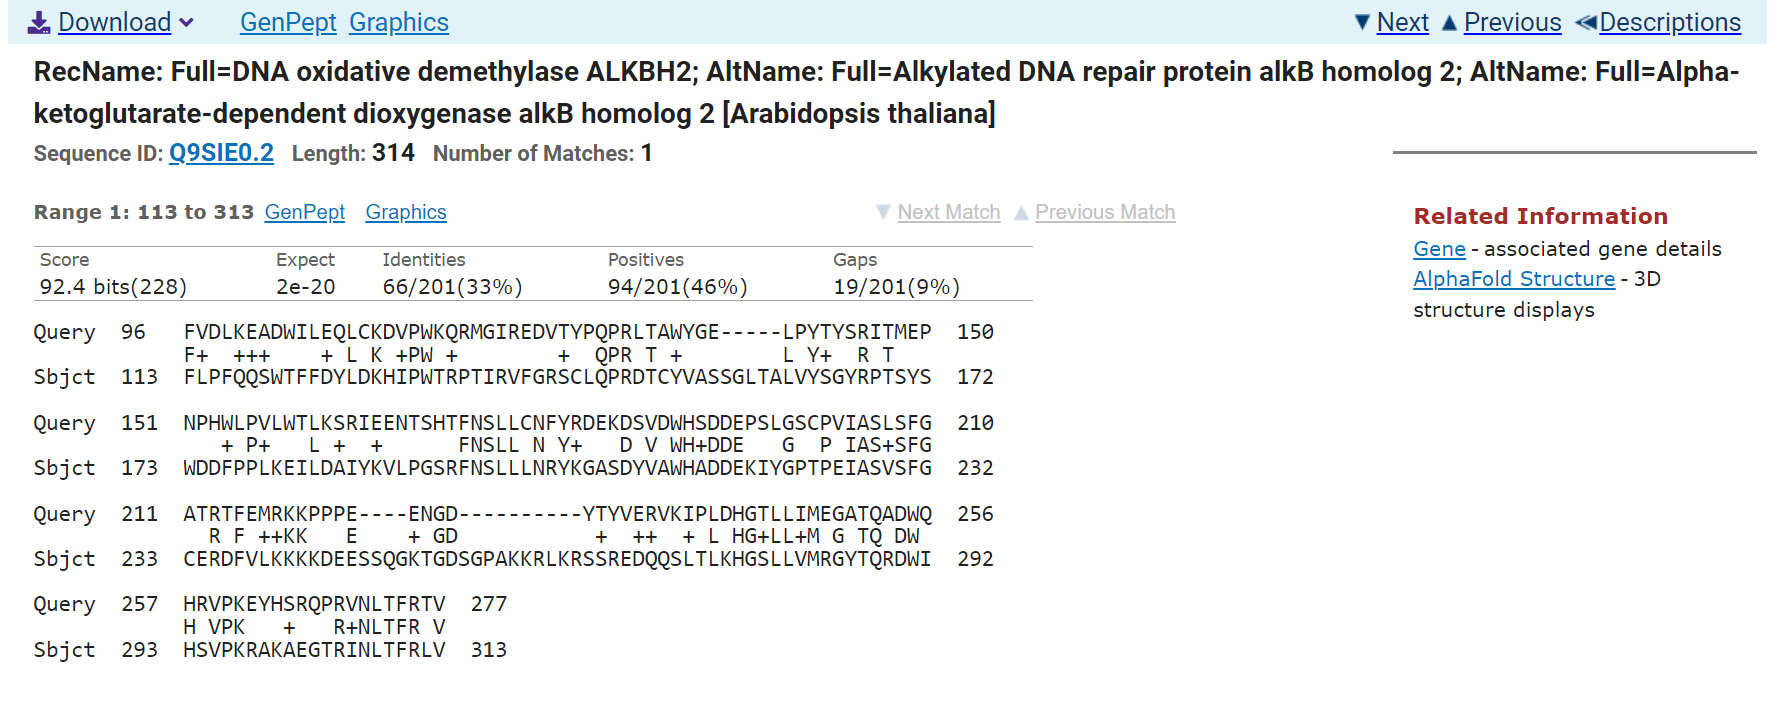 Download GenPept Graphics Next Previous Descriptions
RecName: Full=DNA oxidative demethylase ALKBH2; AltName: Full=Alkylated DNA repair protein alkB homolog 2; AltName: Full=Alpha-
ketoglutarate-dependent dioxygenase alkB homolog 2 [Arabidopsis thaliana]
Sequence ID: Q9SIE0.2 Length: 314 Number of Matches: 1
Range 1: 113 to 313 GenPept Graphics Next Match Previous Match
Score Expect Identities Positives Gaps
92.4 bits(228) 2e-20 66/201(33%) 94/201(46%) 19/201(9%)
Query  96   FVDLKEADWILEQLCKDVPWKQRMGIREDVTYPQPRLTAWYGE-----LPYTYSRITMEP  150
            F+  +++    + L K +PW +        +  QPR T +        L Y+  R T
Sbjct  113  FLPFQQSWTFFDYLDKHIPWTRPTIRVFGRSCLQPRDTCYVASSGLTALVYSGYRPTSYS  172
Query  151  NPHWLPVLWTLKSRIEENTSHTFNSLLCNFYRDEKDSVDWHSDDEPSLGSCPVIASLSFG  210
               + P+   L +  +      FNSLL N Y+   D V WH+DDE   G  P IAS+SFG
Sbjct  173  WDDFPPLKEILDAIYKVLPGSRFNSLLLNRYKGASDYVAWHADDEKIYGPTPEIASVSFG  232
Query  211  ATRTFEMRKKPPPE----ENGD----------YTYVERVKIPLDHGTLLIMEGATQADWQ  256
              R F ++KK   E    + GD           +  ++  + L HG+LL+M G TQ DW
Sbjct  233  CERDFVLKKKKDEESSQGKTGDSGPAKKRLKRSSREDQQSLTLKHGSLLVMRGYTQRDWI  292
Query  257  HRVPKEYHSRQPRVNLTFRTV  277
            H VPK   +   R+NLTFR V
Sbjct  293  HSVPKRAKAEGTRINLTFRLV  313
Related Information
Gene - associated gene details
AlphaFold Structure - 3D
structure displays